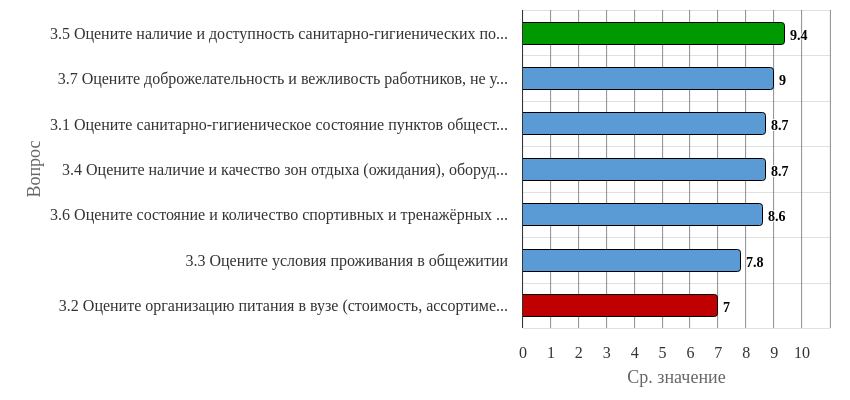 3.5 Оцените наличие и доступность санитарно-гигиенических по... 9.4
3.7 Оцените доброжелательность и вежливость работников, не у... 9
3.1 Оцените санитарно-гигиеническое состояние пунктов общест... 8.7
3.4 Оцените наличие и качество зон отдыха (ожидания), оборуд... 8.7
Вопрос
3.6 Оцените состояние и количество спортивных и тренажёрных ... 8.6
3.3 Оцените условия проживания в общежитии 7.8
3.2 Оцените организацию питания в вузе (стоимость, ассортиме... 7
0 1 2 3 4 5 6 7 8 9 10
Ср. значение